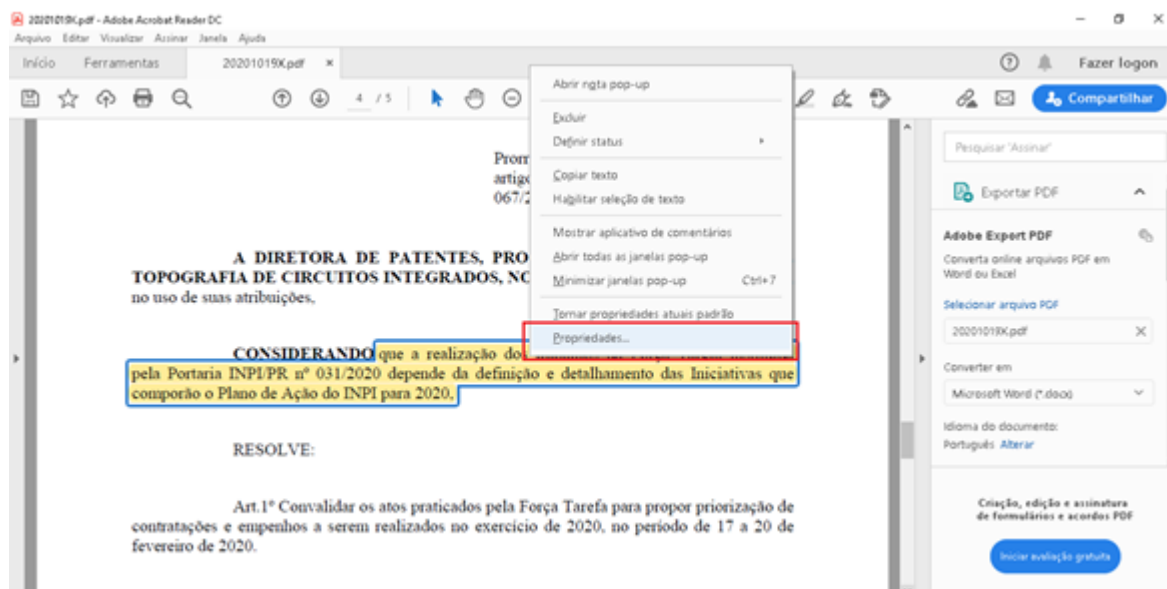 20201019X.pdf - Adobe Acrobat Reader DC
Arquivo Editar Visualizar Assinar Janela Ajuda
Início Ferramentas 20201019X.pdf × Fazer logon
4 / 5 Compartilhar
Abrir nota pop-up
Excluir
Definir status
Copiar texto
Habilitar seleção de texto
Mostrar aplicativo de comentários
Abrir todas as janelas pop-up
Minimizar janelas pop-up Ctrl+7
Tornar propriedades atuais padrão
Propriedades...
artigo
067/2
A DIRETORA DE PATENTES, PRO
TOPOGRAFIA DE CIRCUITOS INTEGRADOS, NO
no uso de suas atribuições,
CONSIDERANDO que a realização dos
pela Portaria INPI/PR nº 031/2020 depende da definição e detalhamento das Iniciativas que
comporão o Plano de Ação do INPI para 2020,
RESOLVE:
Art.1º Convalidar os atos praticados pela Força Tarefa para propor priorização de
contratações e empenhos a serem realizados no exercício de 2020, no período de 17 a 20 de
fevereiro de 2020.
Pesquisar 'Assinar'
Exportar PDF
Adobe Export PDF
Converta online arquivos PDF em
Word ou Excel
Selecionar arquivo PDF
20201019X.pdf ×
Converter em
Microsoft Word (*.docx)
Idioma do documento:
Português Alterar
Criação, edição e assinatura
de formulários e acordos PDF
Iniciar avaliação gratuita